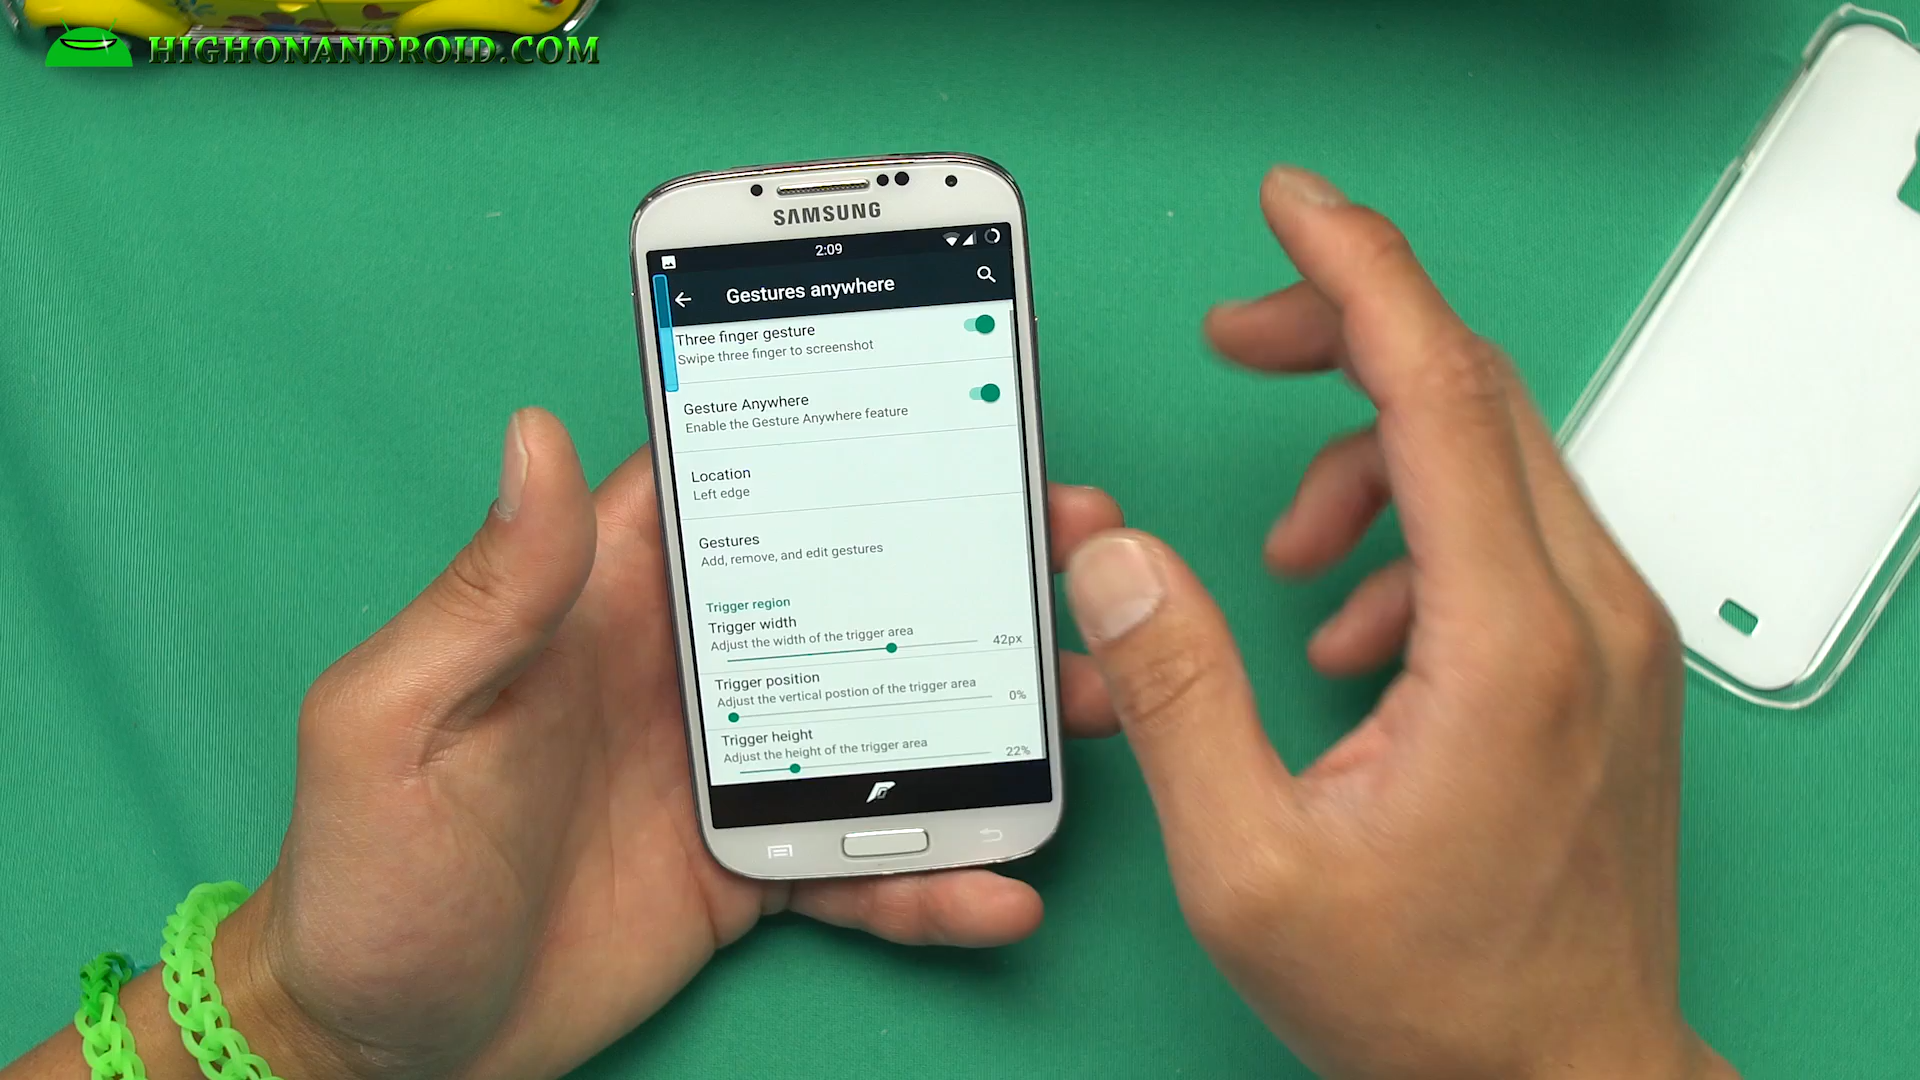 HIGHONANDROID.COM
SAMSUNG
2:09
Gestures anywhere
Three finger gesture
Swipe three finger to screenshot
Gesture Anywhere
Enable the Gesture Anywhere feature
Location
Left edge
Gestures
Add, remove, and edit gestures
Trigger region
Trigger width
Adjust the width of the trigger area
42px
Trigger position
Adjust the vertical postion of the trigger area
0%
Trigger height
Adjust the height of the trigger area
22%